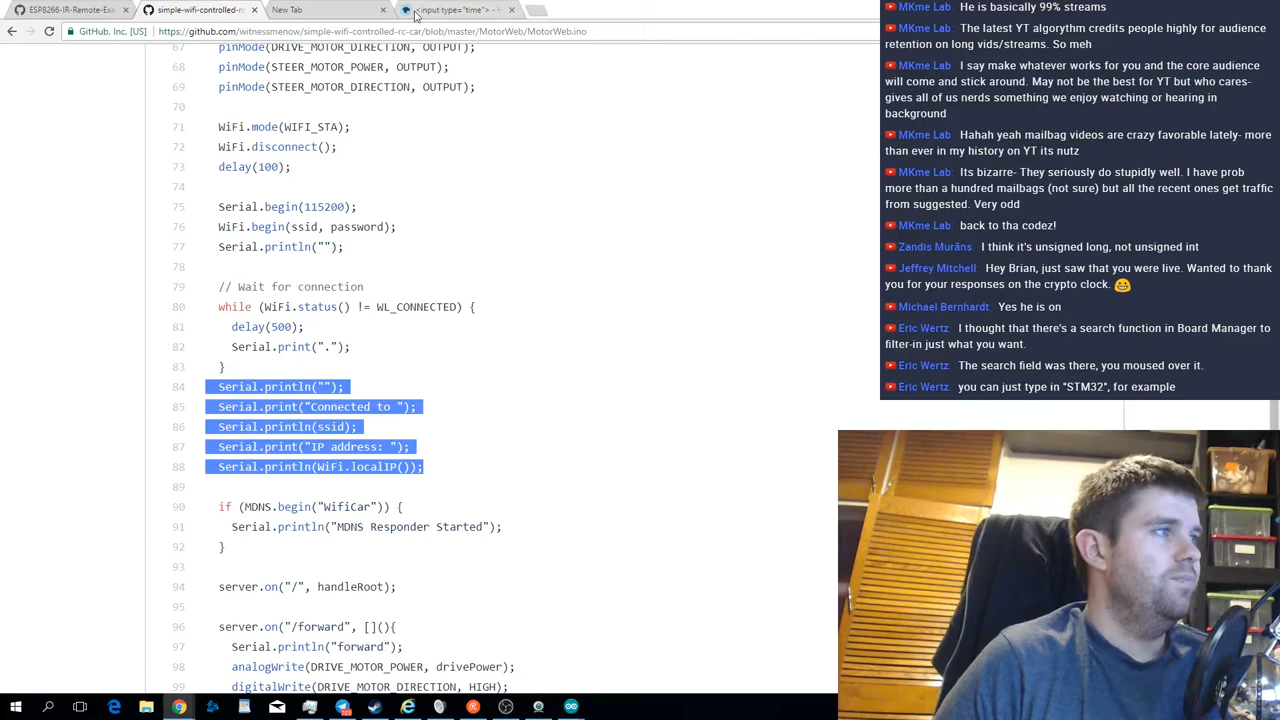 ESP8266-IR-Remote-Exa
simple-wifi-controlled-rc
New Tab
<input type="time"> - H
GitHub, Inc. [US]
https://github.com/witnessmenow/simple-wifi-controlled-rc-car/blob/master/MotorWeb/MotorWeb.ino
67 pinMode(DRIVE_MOTOR_DIRECTION, OUTPUT);
68 pinMode(STEER_MOTOR_POWER, OUTPUT);
69 pinMode(STEER_MOTOR_DIRECTION, OUTPUT);
70
71 WiFi.mode(WIFI_STA);
72 WiFi.disconnect();
73 delay(100);
74
75 Serial.begin(115200);
76 WiFi.begin(ssid, password);
77 Serial.println("");
78
79 // Wait for connection
80 while (WiFi.status() != WL_CONNECTED) {
81 delay(500);
82 Serial.print(".");
83 }
84 Serial.println("");
85 Serial.print("Connected to ");
86 Serial.println(ssid);
87 Serial.print("IP address: ");
88 Serial.println(WiFi.localIP());
89
90 if (MDNS.begin("WifiCar")) {
91 Serial.println("MDNS Responder Started");
92 }
93
94 server.on("/", handleRoot);
95
96 server.on("/forward", [](){
97 Serial.println("forward");
98 analogWrite(DRIVE_MOTOR_POWER, drivePower);
99 digitalWrite(DRIVE_MOTOR_DIRECTION, HIGH);
MKme Lab He is basically 99% streams
MKme Lab The latest YT algorythm credits people highly for audience
retention on long vids/streams. So meh
MKme Lab I say make whatever works for you and the core audience
will come and stick around. May not be the best for YT but who cares-
gives all of us nerds something we enjoy watching or hearing in
background
MKme Lab Hahah yeah mailbag videos are crazy favorable lately- more
than ever in my history on YT its nutz
MKme Lab Its bizarre- They seriously do stupidly well. I have prob
more than a hundred mailbags (not sure) but all the recent ones get traffic
from suggested. Very odd
MKme Lab back to tha codez!
Zandis Murāns I think it's unsigned long, not unsigned int
Jeffrey Mitchell Hey Brian, just saw that you were live. Wanted to thank
you for your responses on the crypto clock.
Michael Bernhardt Yes he is on
Eric Wertz I thought that there's a search function in Board Manager to
filter-in just what you want.
Eric Wertz The search field was there, you moused over it.
Eric Wertz you can just type in "STM32", for example